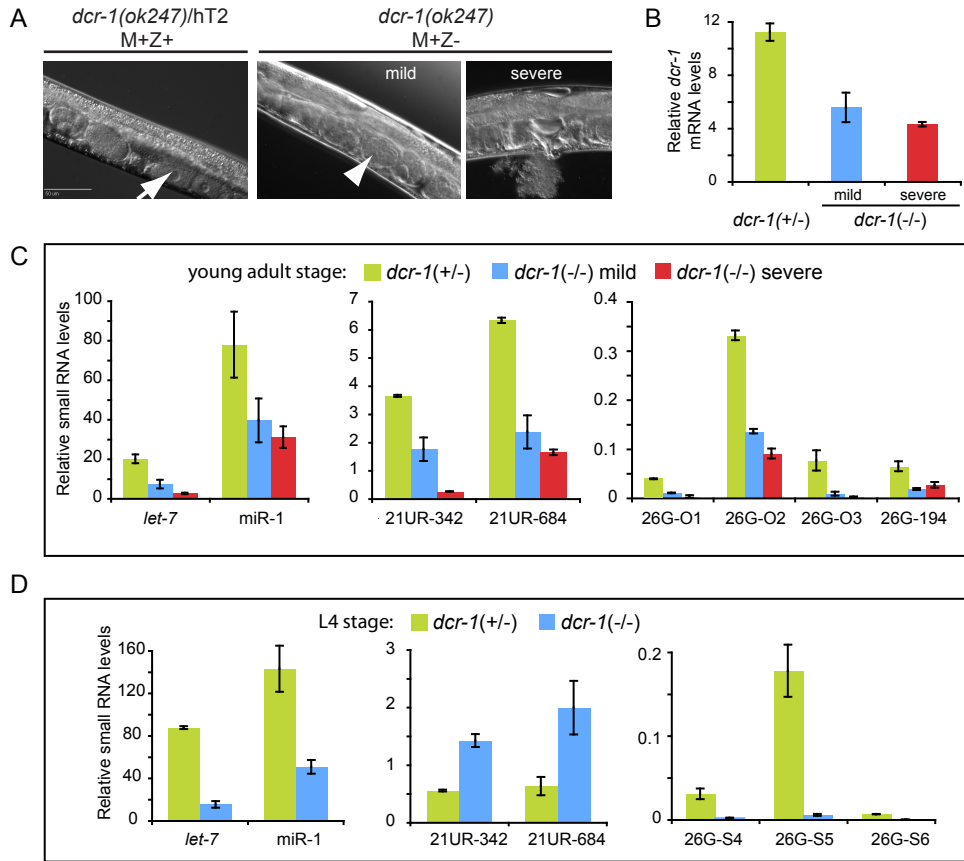 A
dcr-1(ok247)/hT2
M+Z+
dcr-1(ok247)
M+Z-
mild
severe
50 um
B
Relative dcr-1
mRNA levels
12
8
4
0
mild
severe
dcr-1(+/-)
dcr-1(-/-)
C
young adult stage: dcr-1(+/-) dcr-1(-/-) mild dcr-1(-/-) severe
Relative small RNA levels
100
80
60
40
20
0
let-7
miR-1
7
6
5
4
3
2
1
0
21UR-342
21UR-684
0.4
0.3
0.2
0.1
0
26G-O1
26G-O2
26G-O3
26G-194
D
L4 stage: dcr-1(+/-) dcr-1(-/-)
Relative small RNA levels
160
120
80
40
0
let-7
miR-1
3
2
1
0
21UR-342
21UR-684
0.2
0.1
0
26G-S4
26G-S5
26G-S6